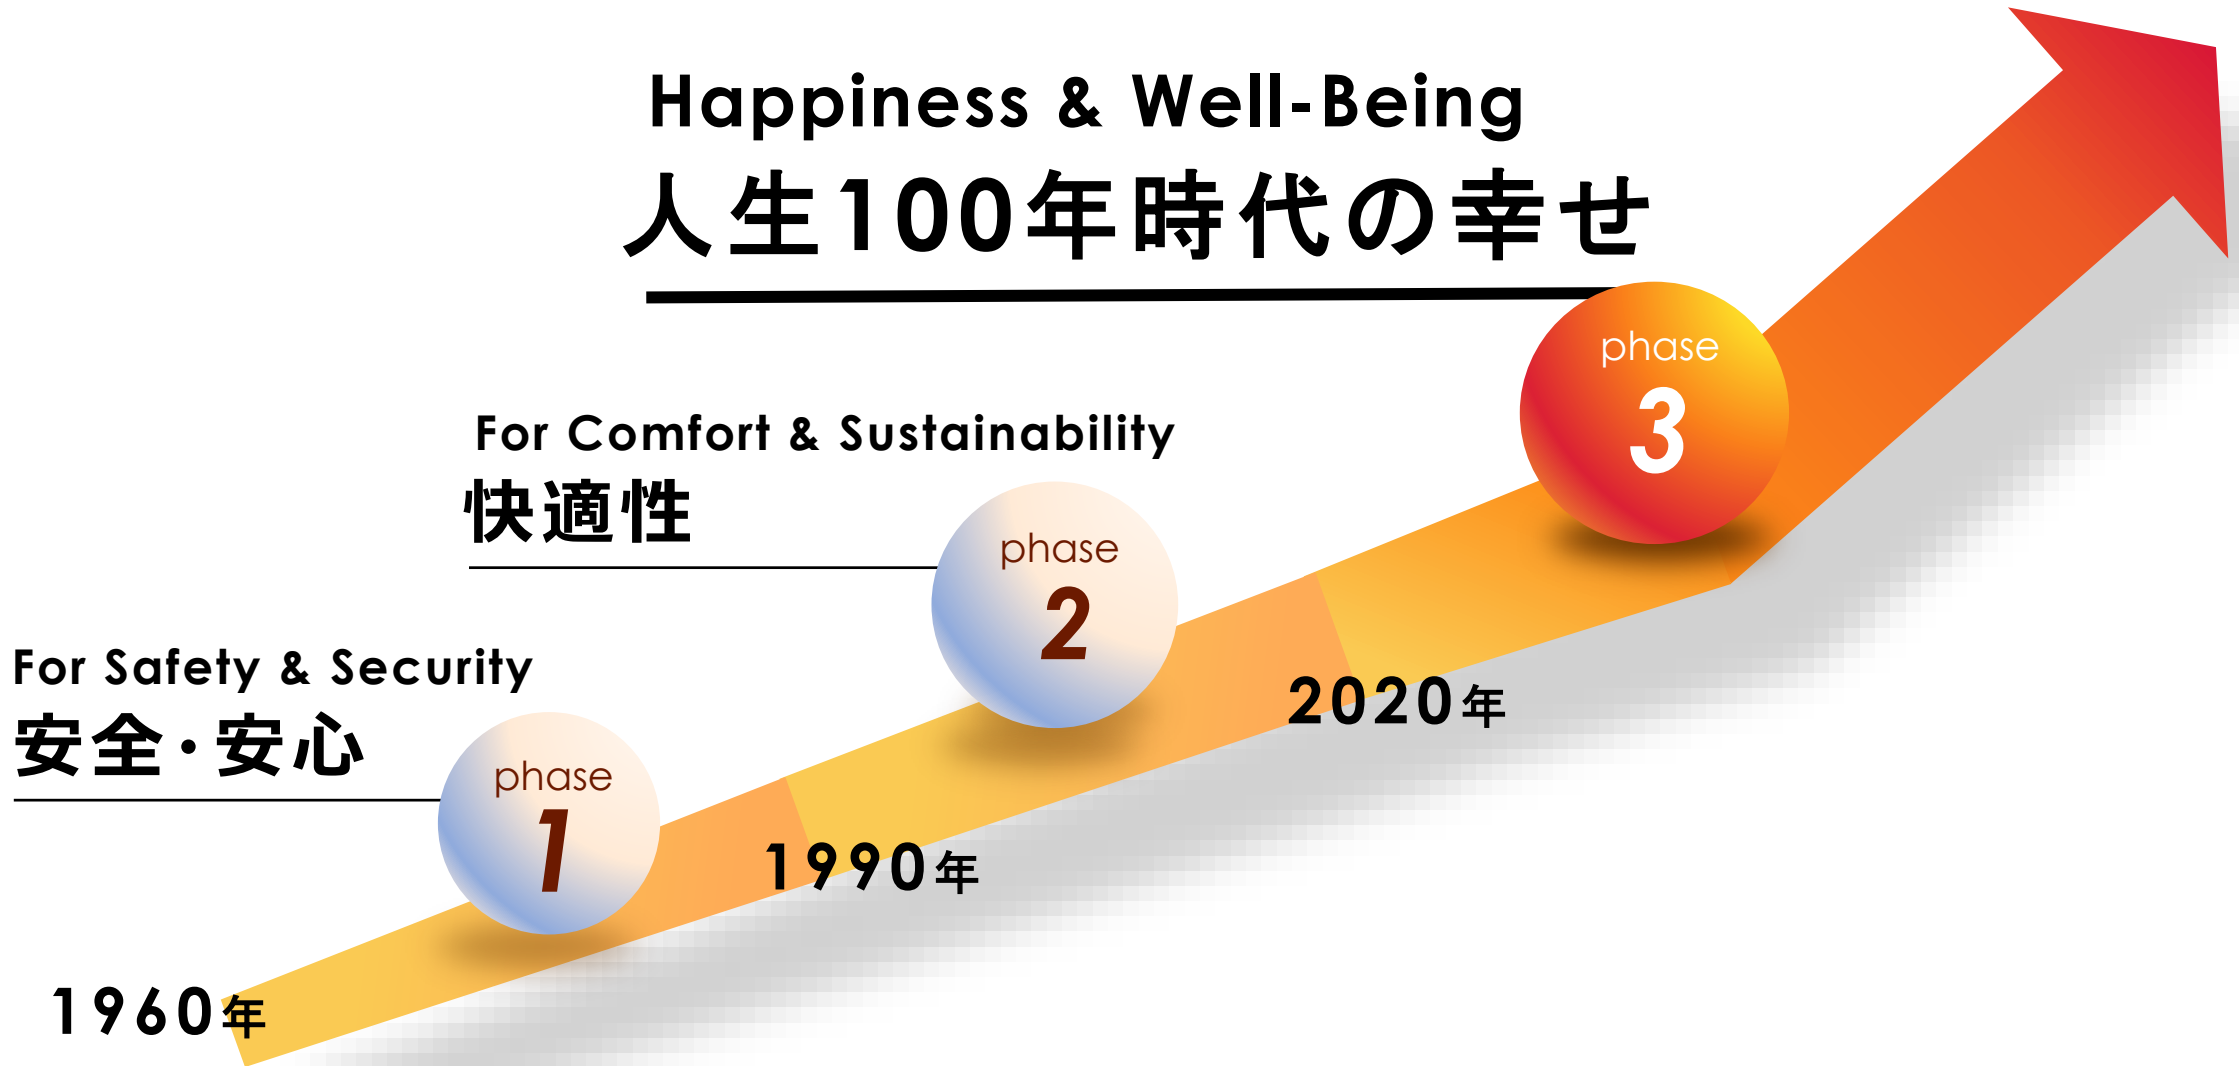 Happiness & Well-Being
人生100年時代の幸せ
phase
3
For Comfort & Sustainability
快適性
phase
2
2020年
For Safety & Security
安全・安心
phase
1
1990年
1960年